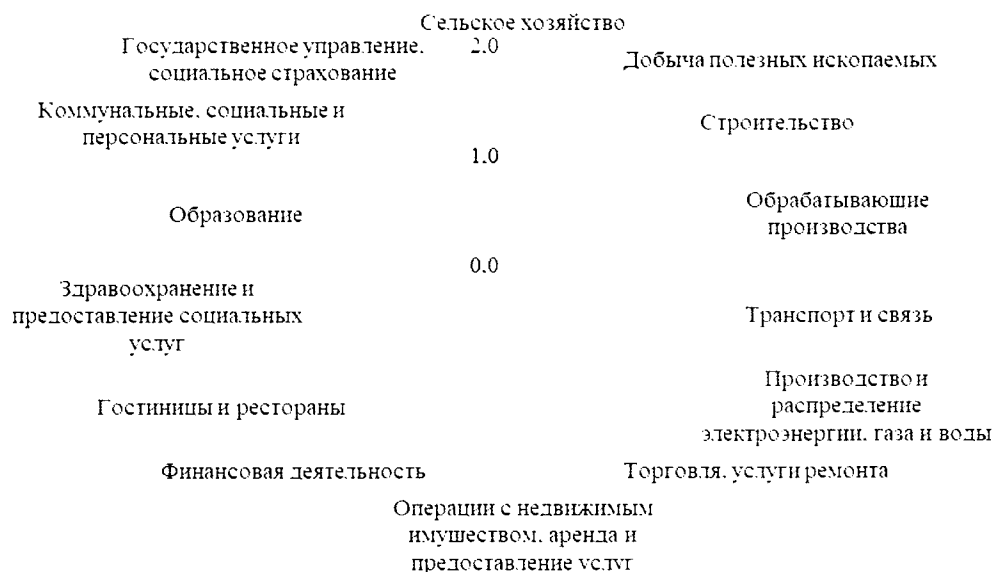 Сельское хозяйство
Государственное управление.
социальное страхование
2.0
Добыча полезных ископаемых
Коммунальные, социальные и
персональные услуги
Строительство
1.0
Образование
Обрабатывающие
производства
0.0
Здравоохранение и
предоставление социальных
услуг
Транспорт и связь
Гостиницы и рестораны
Производство и
распределение
электроэнергии, газа и воды
Финансовая деятельность
Торговля, услуги ремонта
Операции с недвижимым
имуществом, аренда и
предоставление услуг